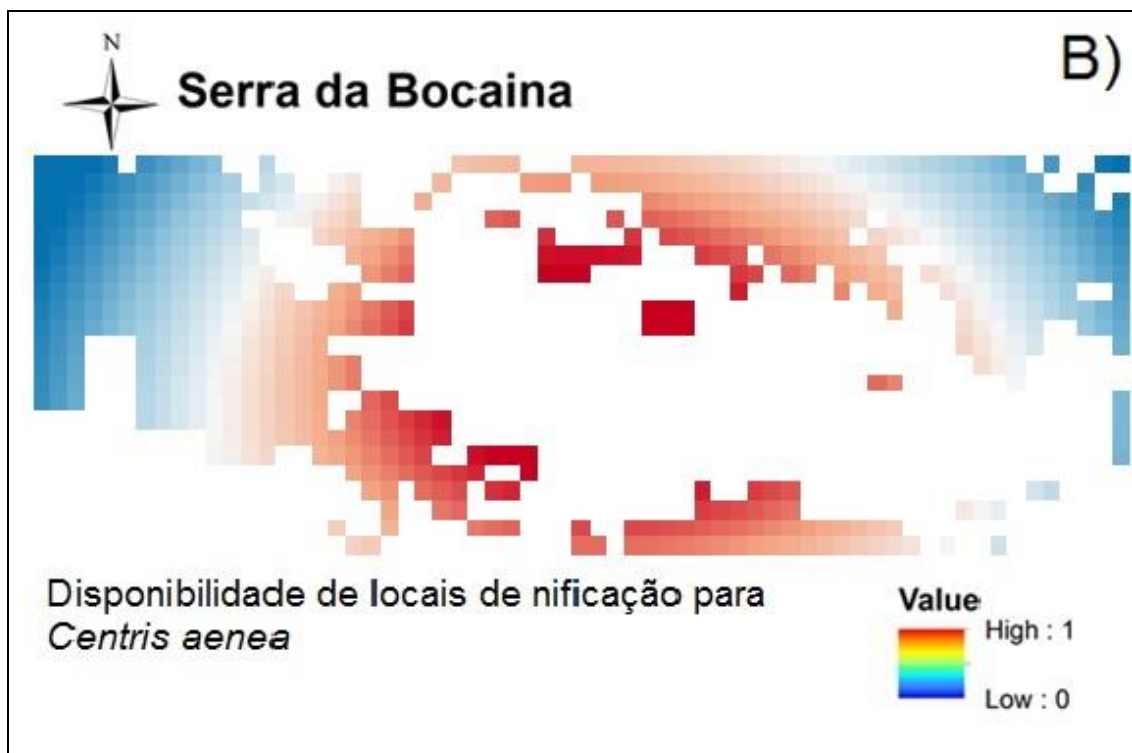 N
B)
Serra da Bocaina
Disponibilidade de locais de nificação para
Centris aenea
Value
High : 1
Low : 0